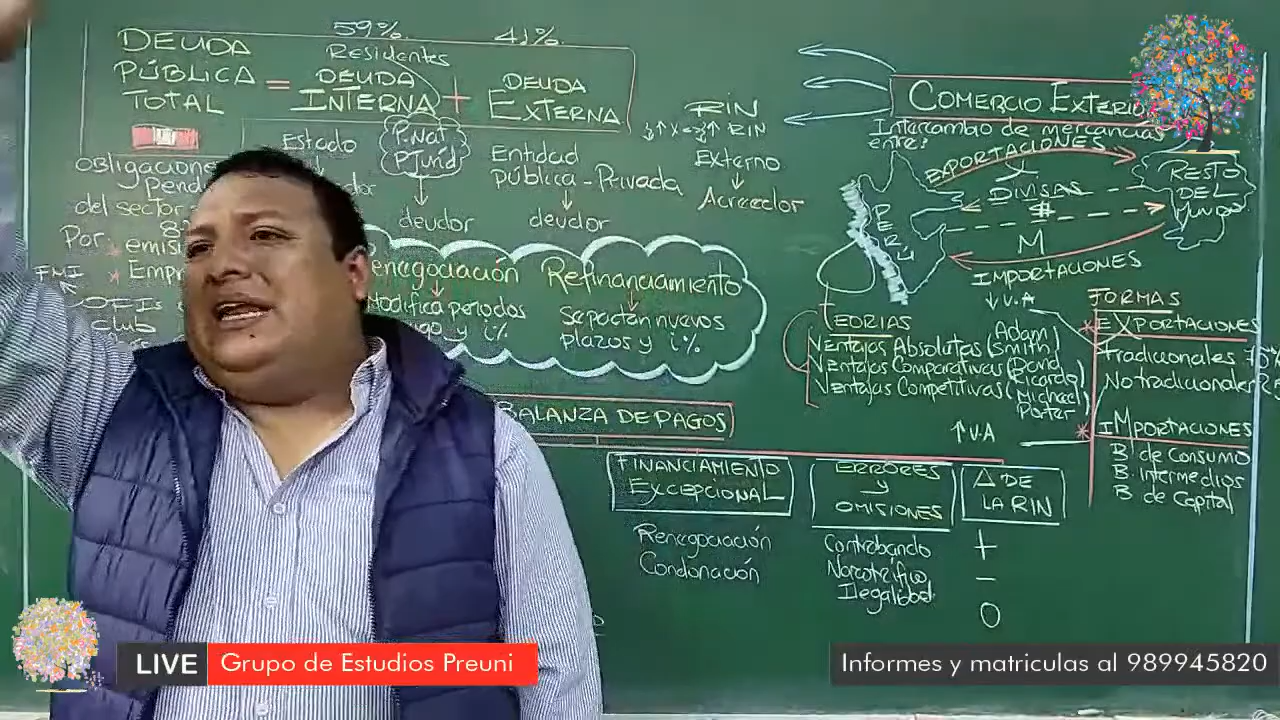 59%
41%
DEUDA
PÚBLICA
TOTAL
=
Residentes
DEUDA
INTERNA
+
DEUDA
EXTERNA
Estado
P.Nat
P.Juríd
deudor
Entidad
pública - Privada
deudor
RIN
RIN
Externo
Acreedor
obligaciones
del sector
Por:
FMI
OFIs
club
Renegociación
Modifica periodos
y i%
Refinanciamiento
se pactan nuevos
plazos y i%
BALANZA DE PAGOS
FINANCIAMIENTO
EXCEPCIONAL
Renegociación
Condonación
ERRORES
y
OMISIONES
Contrabando
Narcotráfico
Ilegalidad
Δ DE
LA RIN
+
-
0
COMERCIO
Intercambio de mercancías
entre:
EXPORTACIONES
X
DIVISAS
$
M
IMPORTACIONES
PERÚ
RESTO
DEL
MUNDO
TEORIAS
Ventajas Absolutas (Adam Smith)
Ventajas Comparativas (David Ricardo)
Ventajas Competitivas (Michael Porter
↓V.A
↑V.A
FORMAS
* EXPORTACIONES
Tradicionales
No tradicionales
* IMPORTACIONES
B de Consumo
B. Intermedios
B de Capital
LIVE
Grupo de Estudios Preuni
Informes y matriculas al 989945820